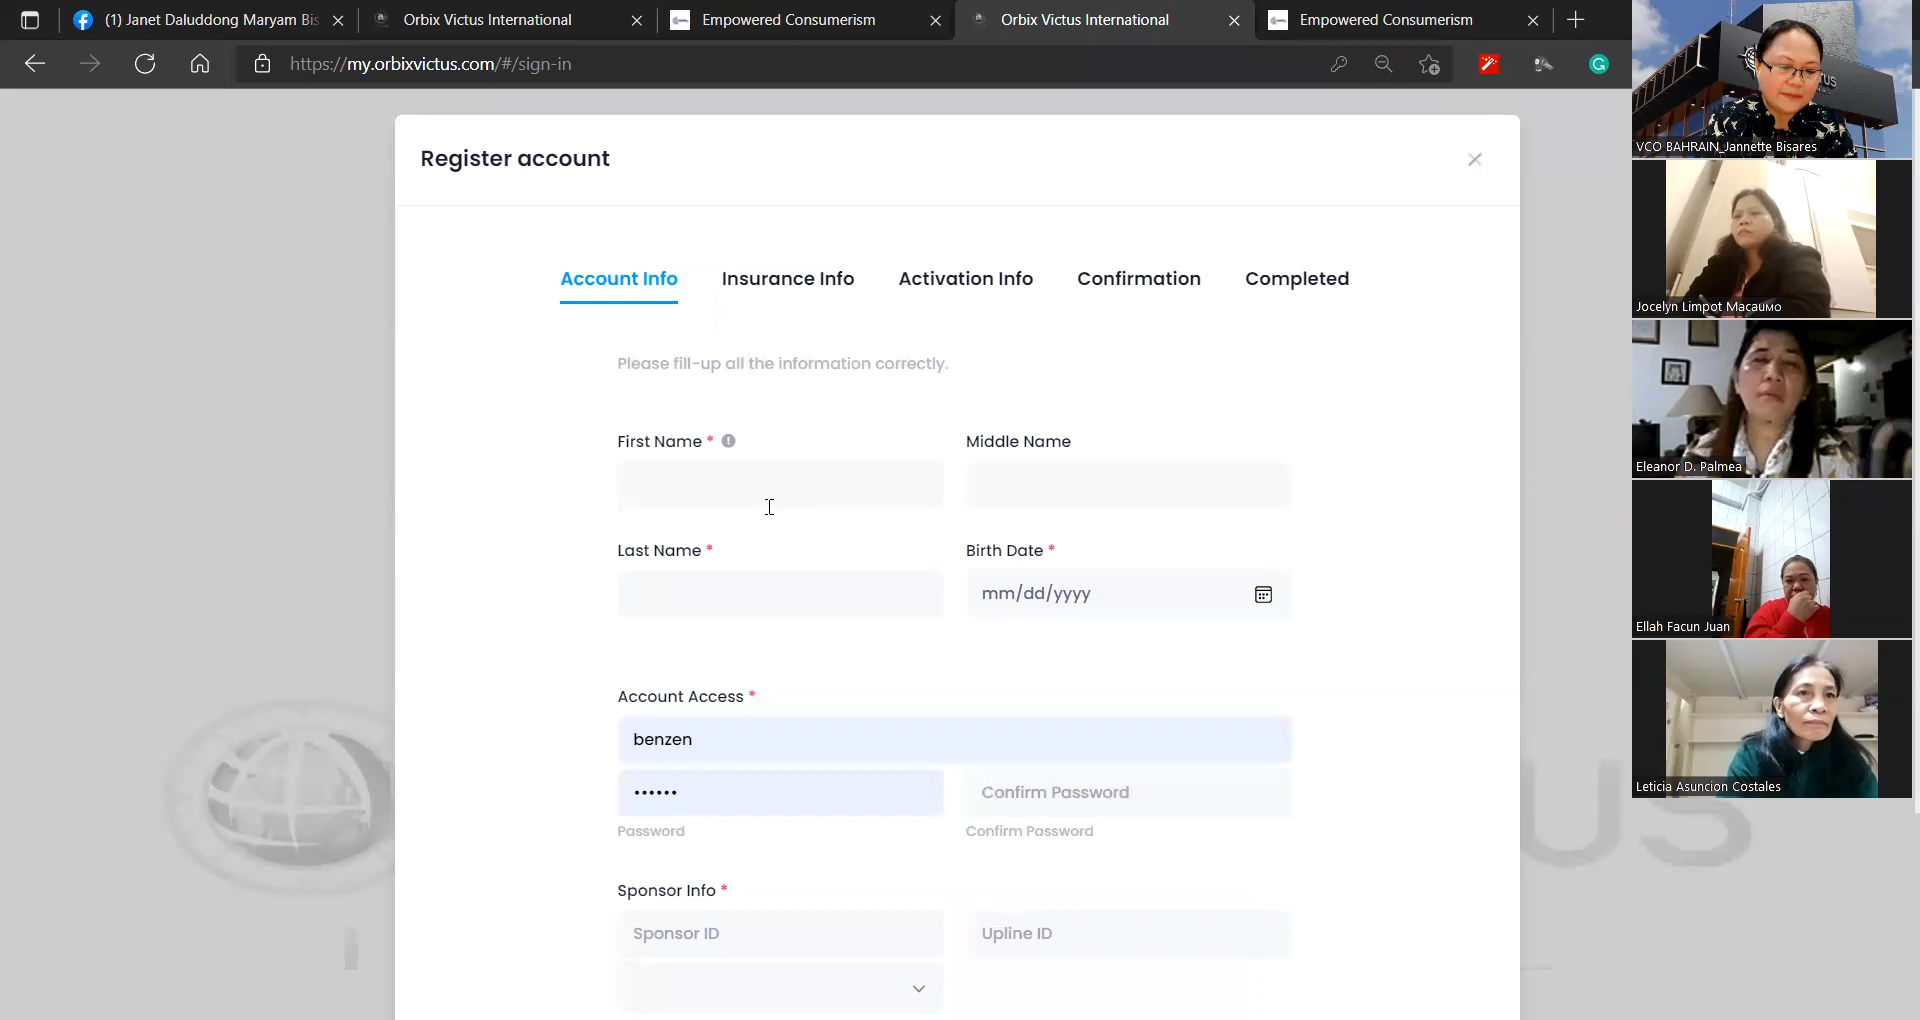 (1) Janet Daluddong Maryam Bis
Orbix Victus International
Empowered Consumerism
Orbix Victus International
Empowered Consumerism
https://my.orbixvictus.com/#/sign-in
Register account
Account Info
Insurance Info
Activation Info
Confirmation
Completed
Please fill-up all the information correctly.
First Name *
Middle Name
Last Name *
Birth Date *
mm/dd/yyyy
Account Access *
benzen
••••••
Confirm Password
Password
Confirm Password
Sponsor Info *
Sponsor ID
Upline ID
VCO BAHRAIN_Jannette Bisares
Jocelyn Limpot Macaumo
Eleanor D. Palmea
Ellah Facun Juan
Leticia Asuncion Costales